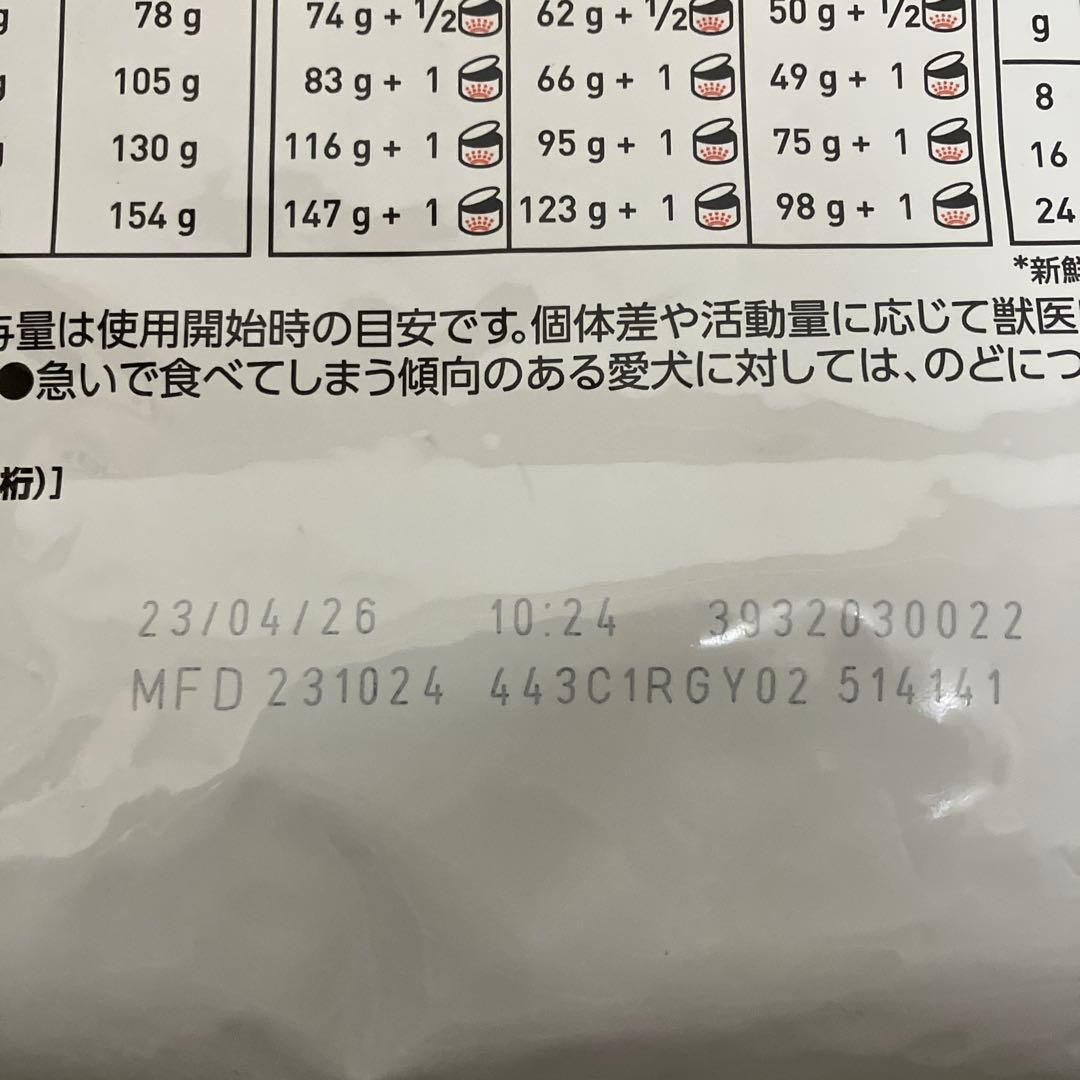 78 g 74 g + 1/2 62 g + 1/2 50 g + 1/2 g
105 g 83 g + 1 66 g + 1 49 g + 1 8
130 g 116 g + 1 95 g + 1 75 g + 1 16
154 g 147 g + 1 123 g + 1 98 g + 1 24
*新鮮
与量は使用開始時の目安です。個体差や活動量に応じて獣医
●急いで食べてしまう傾向のある愛犬に対しては、のどにつ
桁)]
23/04/26 10:24 3932030022
MFD 231024 443C1RGY02 514141